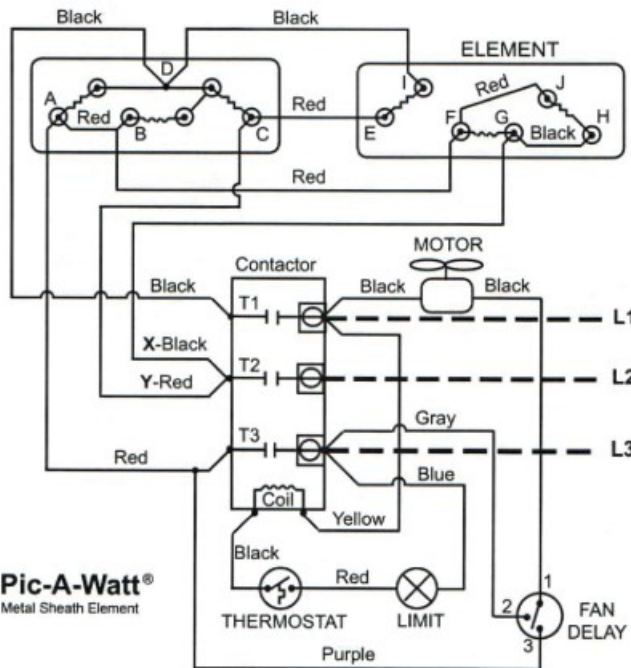 Black
Black
ELEMENT
D
I
A
Red
B
C
Red
E
F
Red
G
J
H
Black
Red
Contactor
MOTOR
Black
Black
Black
T1
L1
X-Black
T2
L2
Y-Red
Gray
T3
L3
Red
Blue
Coil
Yellow
Black
Red
Pic-A-Watt®
Metal Sheath Element
THERMOSTAT
LIMIT
1
2
3
FAN
DELAY
Purple